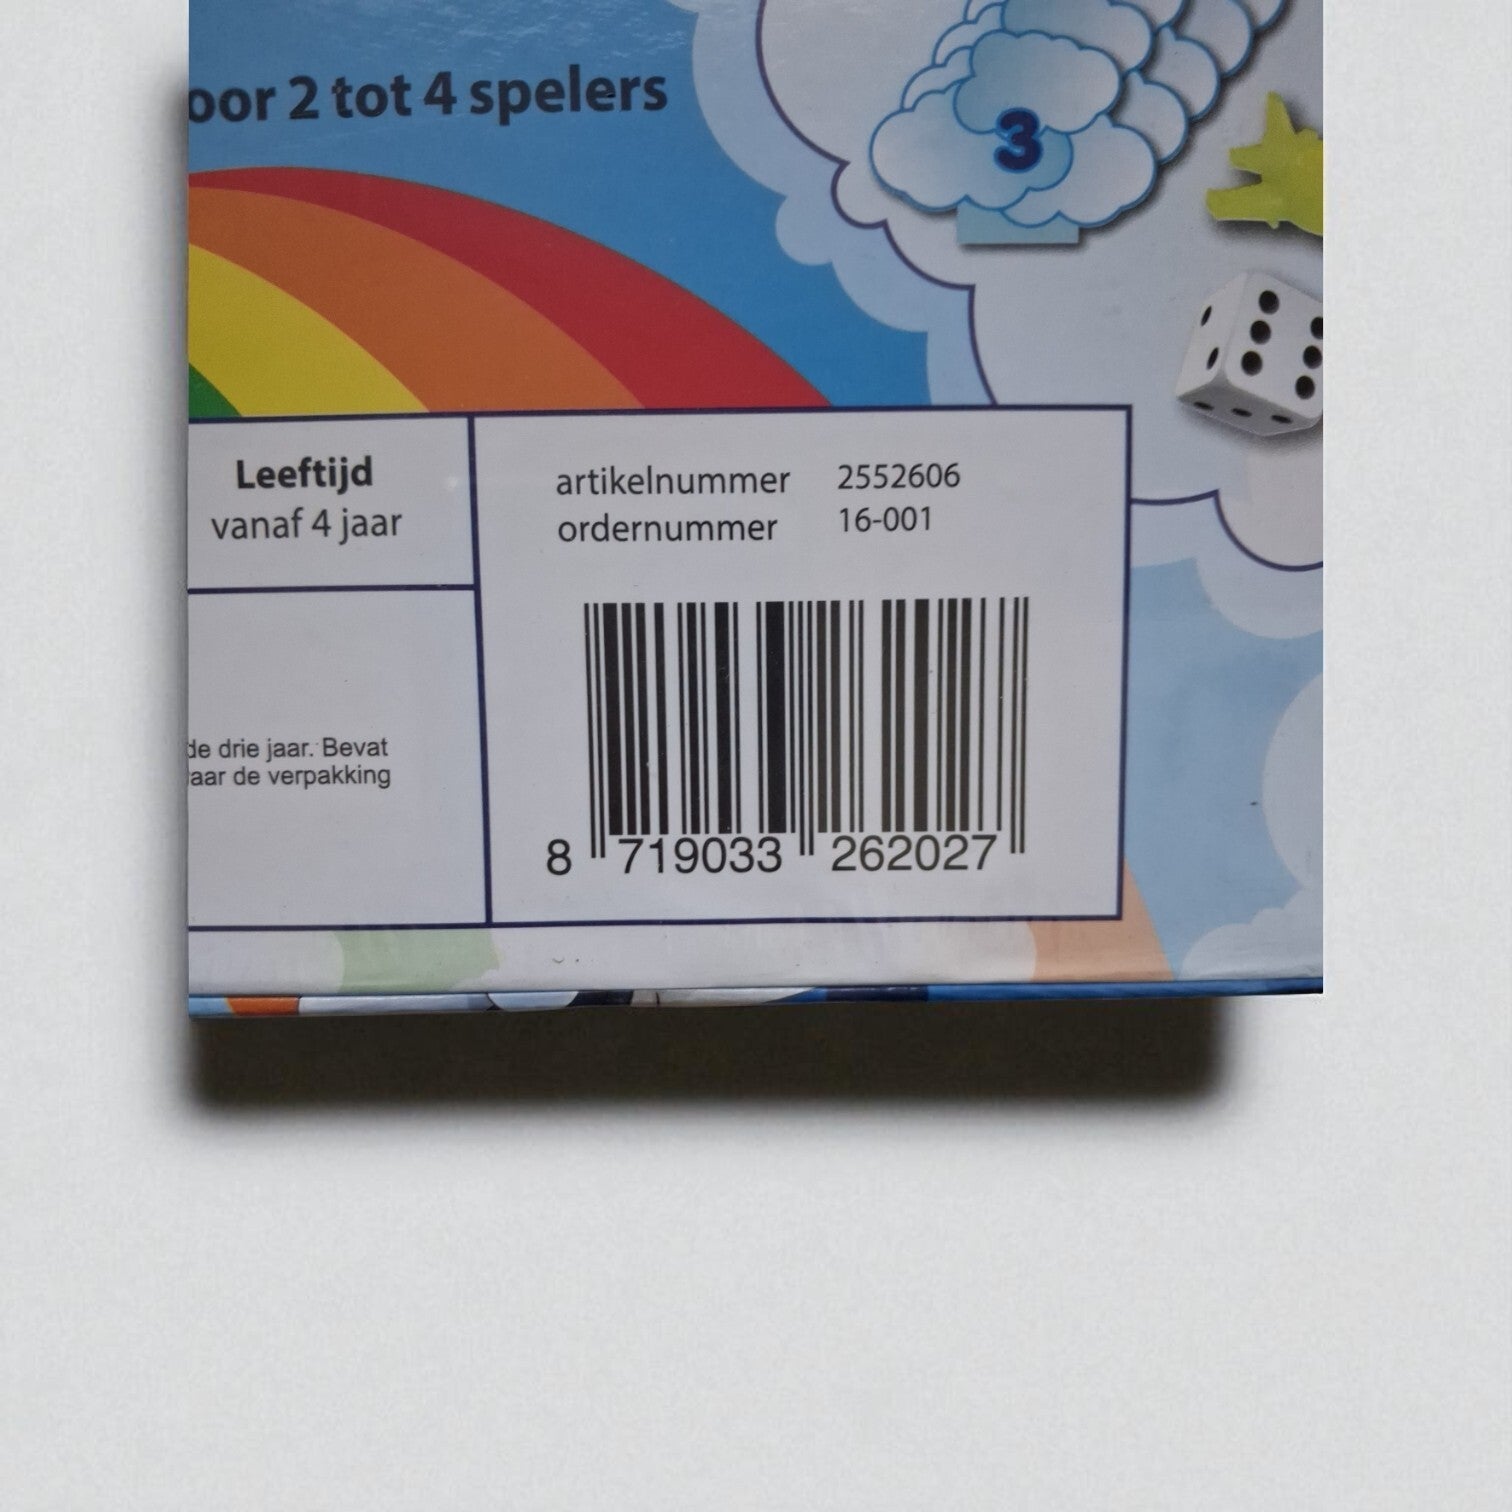 oor 2 tot 4 spelers
3
Leeftijd
vanaf 4 jaar
artikelnummer 2552606
ordernummer 16-001
de drie jaar. Bevat
aar de verpakking
8 719033 262027